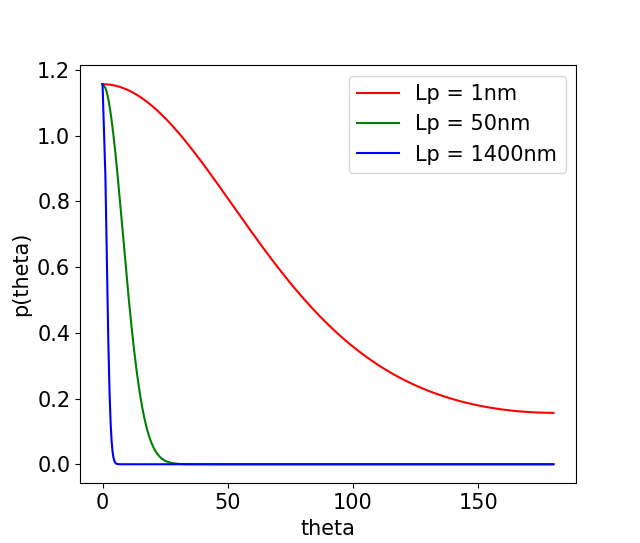 1.2
1.0
0.8
0.6
0.4
0.2
0.0
p(theta)
Lp = 1nm
Lp = 50nm
Lp = 1400nm
0 50 100 150
theta